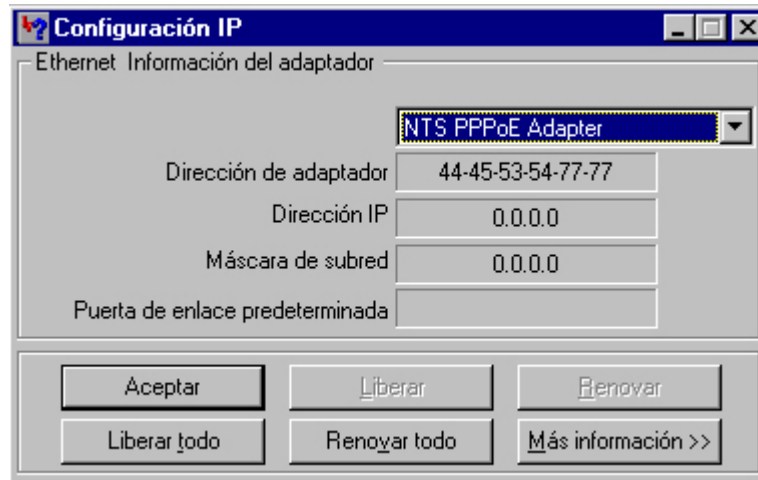 Configuración IP
Ethernet Información del adaptador
NTS PPPoE Adapter
Dirección de adaptador 44-45-53-54-77-77
Dirección IP 0.0.0.0
Máscara de subred 0.0.0.0
Puerta de enlace predeterminada
Aceptar Liberar Renovar
Liberar todo Renovar todo Más información >>